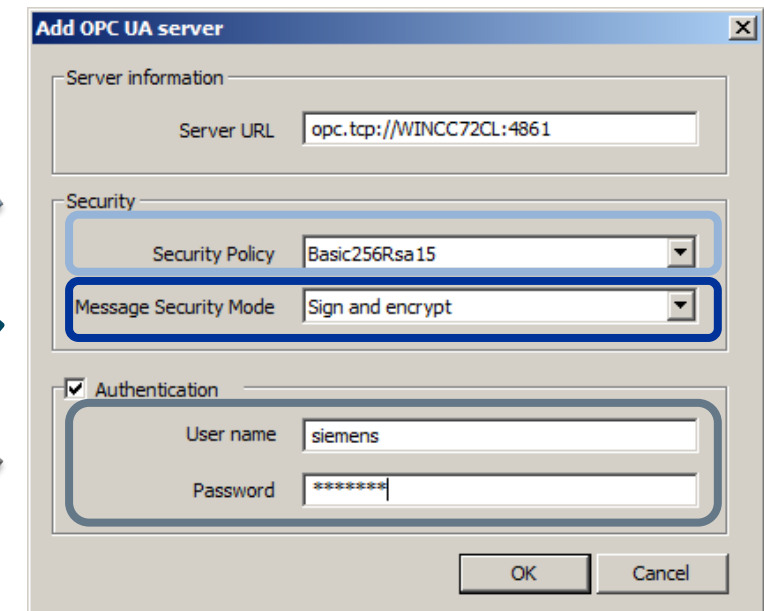 Add OPC UA server
Server information
Server URL opc.tcp://WINCC72CL:4861
Security
Security Policy Basic256Rsa15
Message Security Mode Sign and encrypt
Authentication
User name siemens
Password *******
OK Cancel